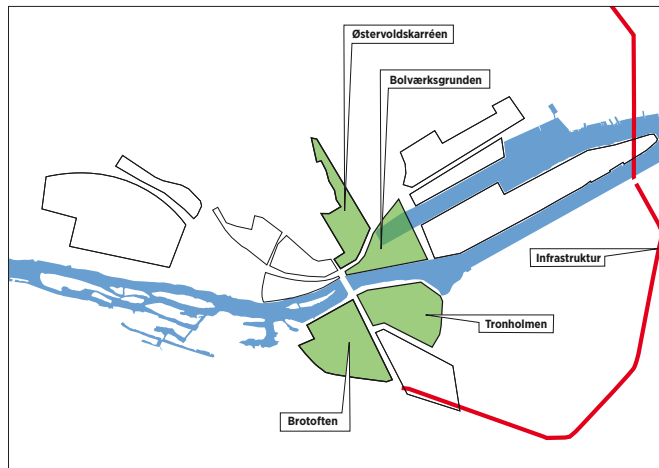 Østervoldskarréen
Bolværksgrunden
Infrastruktur
Tronholmen
Brotoften